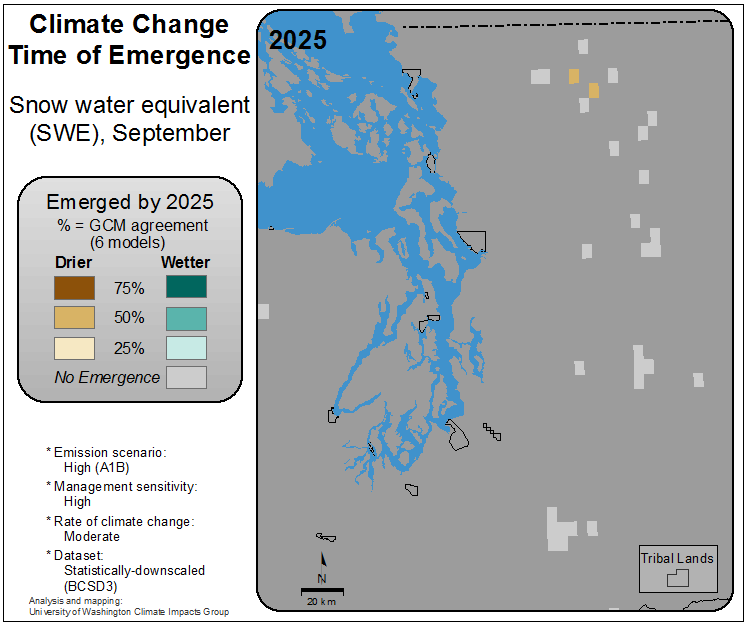 Climate Change
Time of Emergence
Snow water equivalent
(SWE), September
Emerged by 2025
% = GCM agreement
(6 models)
Drier Wetter
75%
50%
25%
No Emergence
* Emission scenario:
High (A1B)
* Management sensitivity:
High
* Rate of climate change:
Moderate
* Dataset:
Statistically-downscaled
(BCSD3)
Analysis and mapping:
University of Washington Climate Impacts Group
2025
N
20 km
Tribal Lands